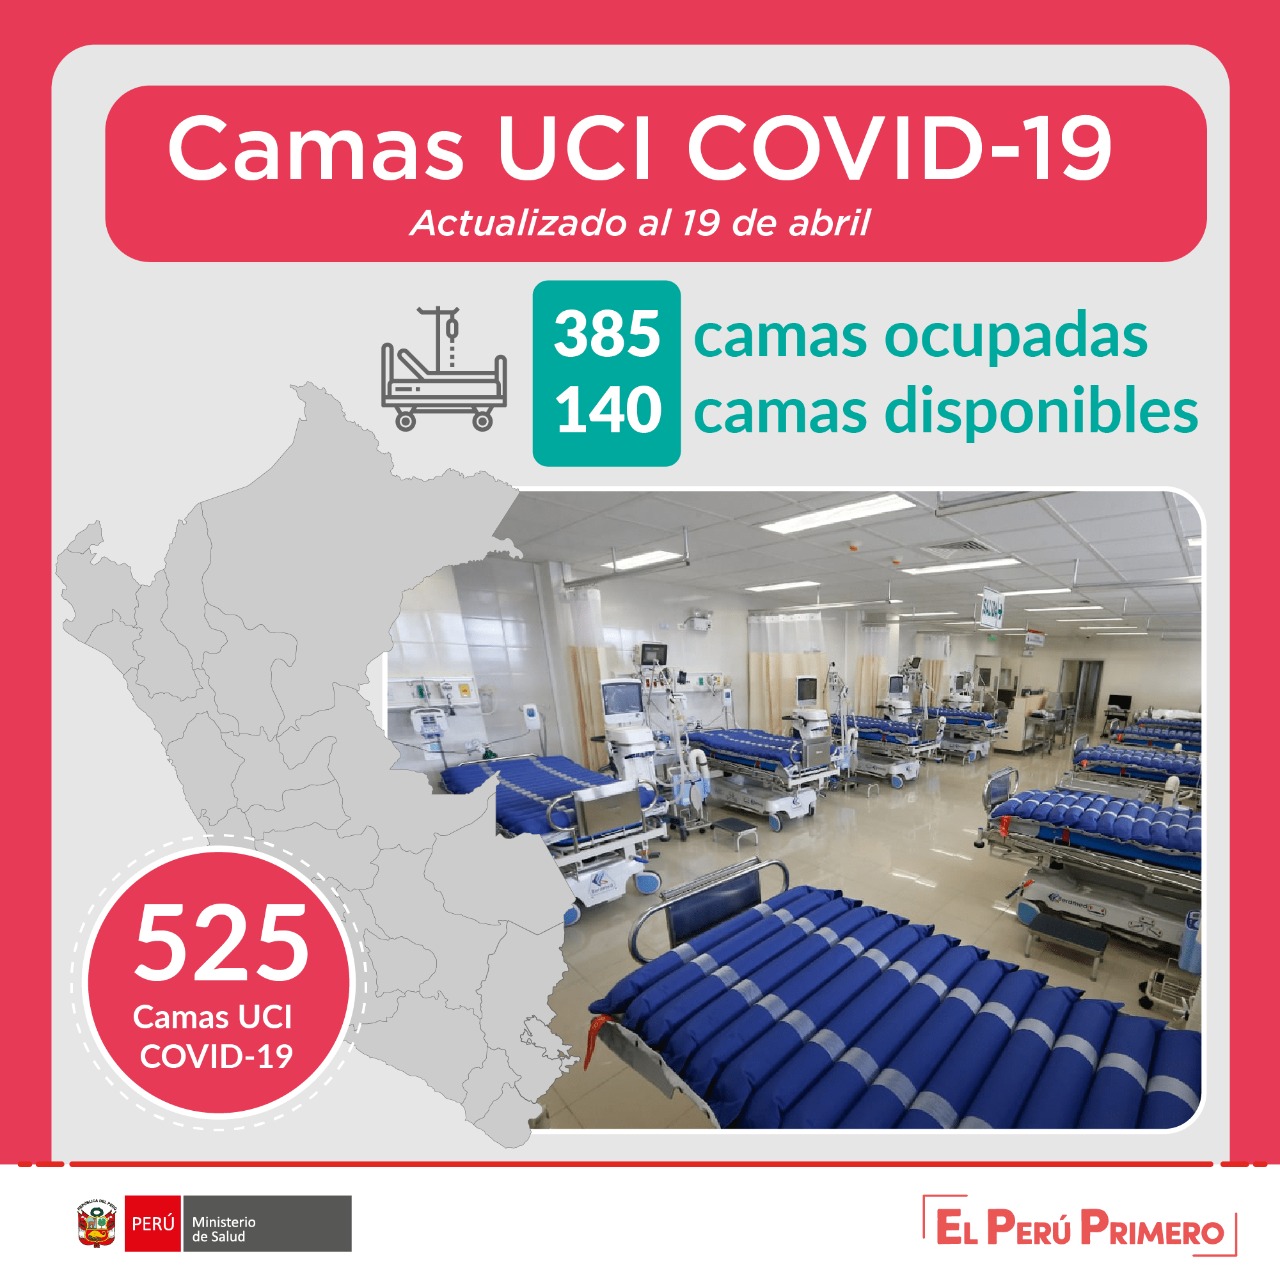 Camas UCI COVID-19
Actualizado al 19 de abril
385 camas ocupadas
140 camas disponibles
525
Camas UCI
COVID-19
PERÚ
Ministerio
de Salud
EL PERÚ PRIMERO